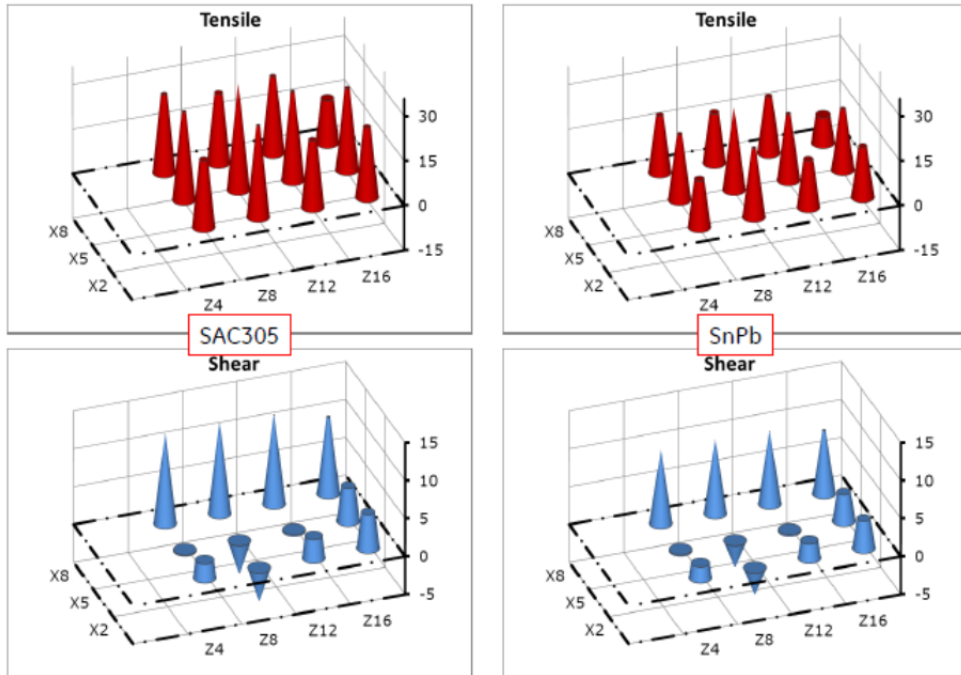 Tensile
30
15
0
-15
X8
X5
X2
Z4
Z8
Z12
Z16
Tensile
30
15
0
-15
X8
X5
X2
Z4
Z8
Z12
Z16
SAC305
SnPb
Shear
15
10
5
0
-5
X8
X5
X2
Z4
Z8
Z12
Z16
Shear
15
10
5
0
-5
X8
X5
X2
Z4
Z8
Z12
Z16